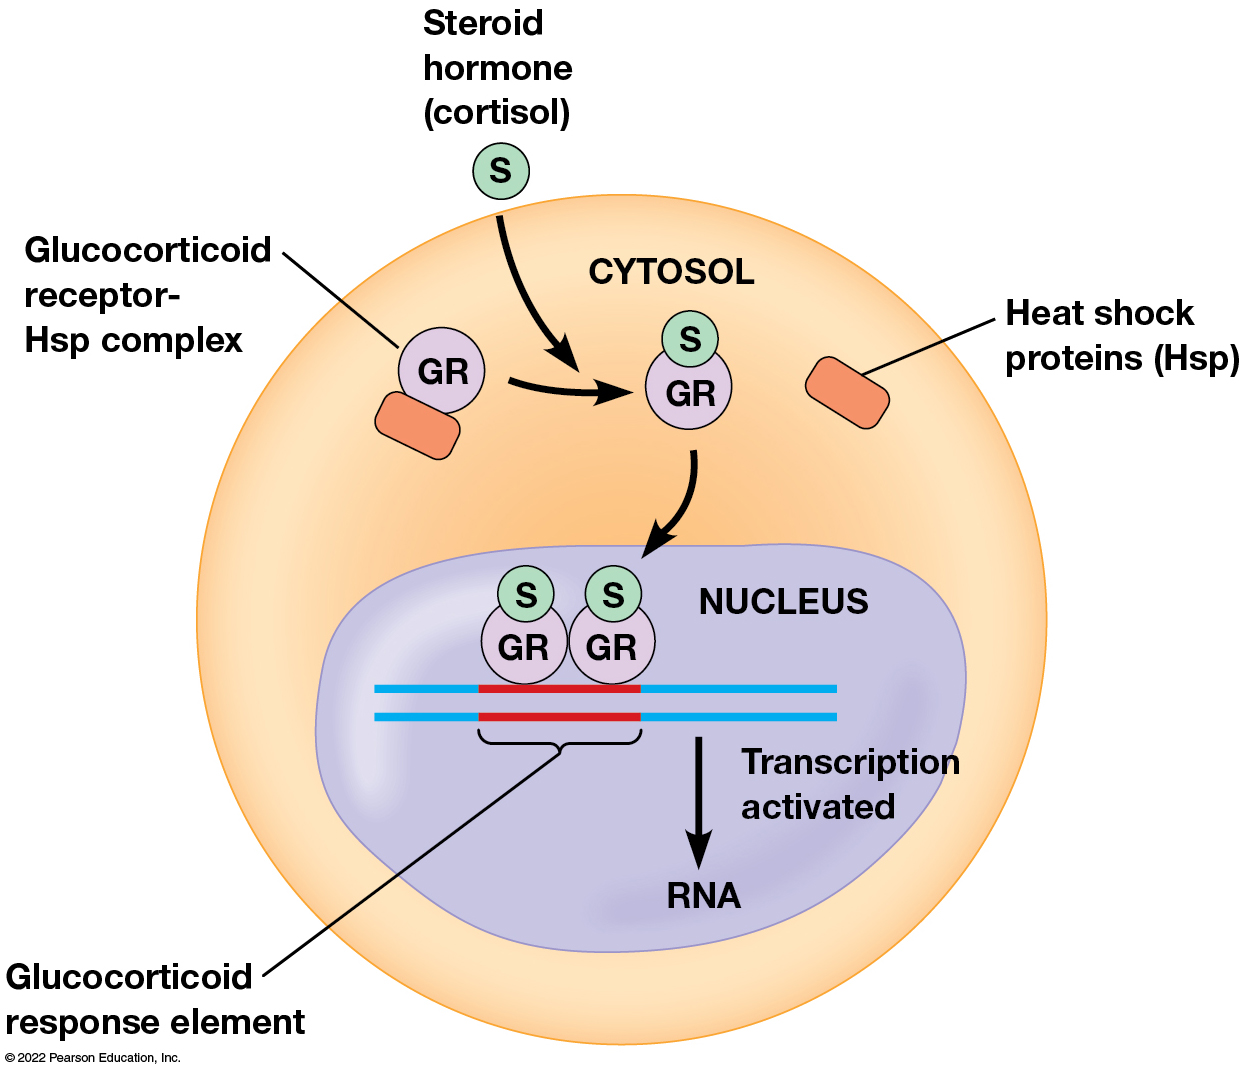 Steroid
hormone
(cortisol)
S
Glucocorticoid
receptor-
Hsp complex
CYTOSOL
Heat shock
proteins (Hsp)
GR
S
GR
S
S
GR
GR
NUCLEUS
Transcription
activated
RNA
Glucocorticoid
response element
© 2022 Pearson Education, Inc.